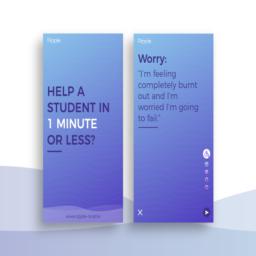 Ripple
HELP A
STUDENT IN
1 MINUTE
OR LESS?
Ripple
Worry:
"I'm feeling
completely burnt
out and I'm
worried I'm going
to fail."
X